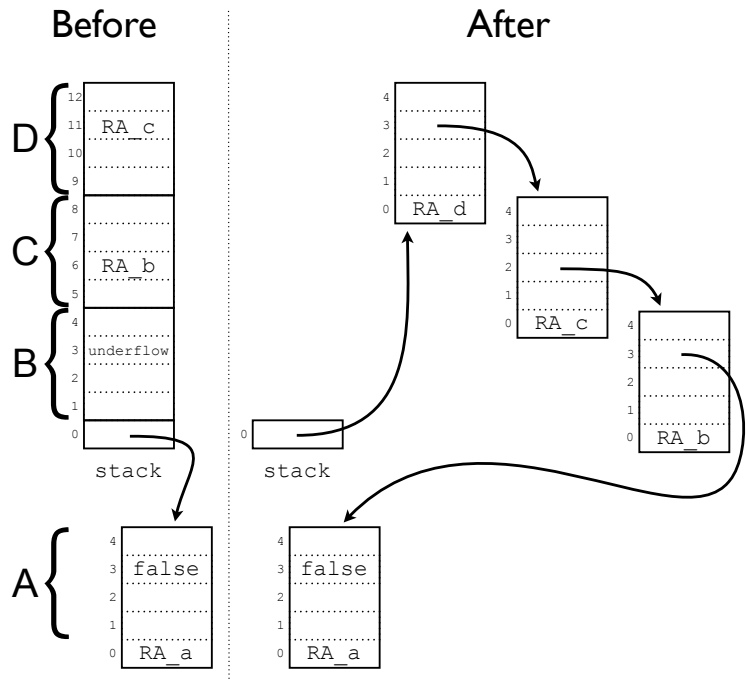 Before
After
D
C
B
A
12
11 RA_c
10
9
8
7
6 RA_b
5
4
3 underflow
2
1
0
stack
4
3 false
2
1
0 RA_a
4
3
2
1
0 RA_d
4
3
2
1
0 RA_c
4
3
2
1
0 RA_b
0
stack
4
3 false
2
1
0 RA_a